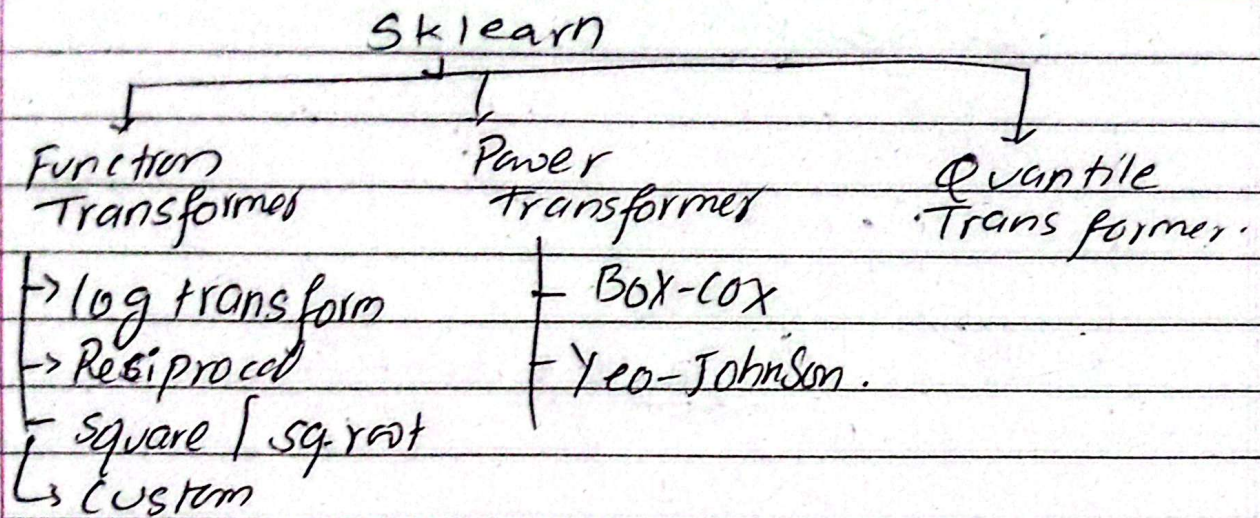 Sklearn
Function Power Quantile
Transformer Transformer Transformer.
log transform Box-Cox
Resiprocal Yeo-Johnson.
square / sq.root
Custom